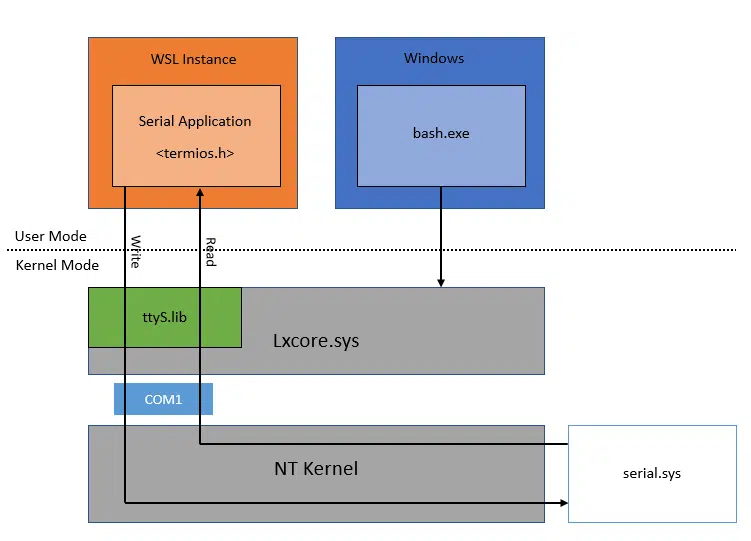 WSL Instance
Windows
Serial Application
<termios.h>
bash.exe
User Mode
Write
Read
Kernel Mode
ttyS.lib
Lxcore.sys
COM1
NT Kernel
serial.sys